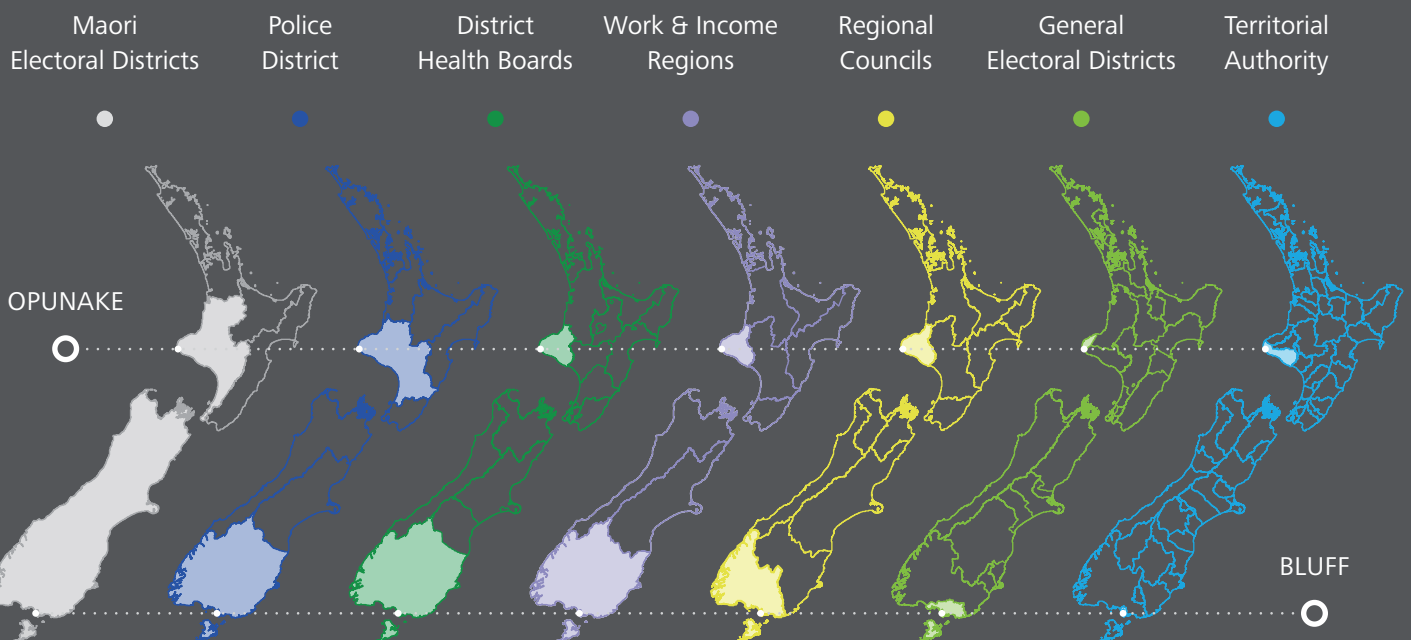 Maori
Electoral Districts
Police
District
District
Health Boards
Work & Income
Regions
Regional
Councils
General
Electoral Districts
Territorial
Authority
OPUNAKE
BLUFF